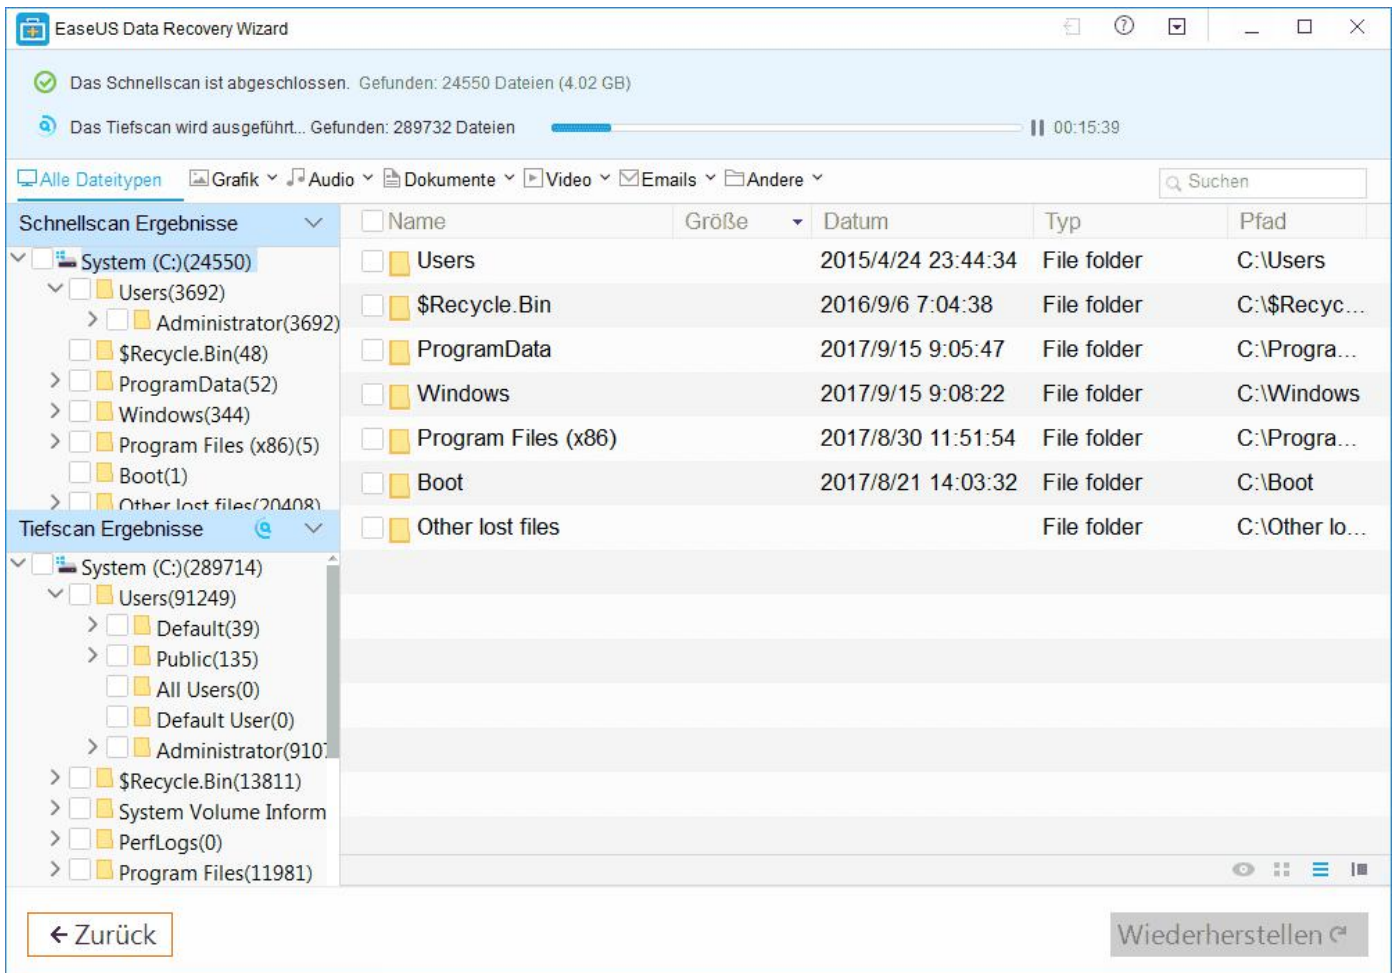 EaseUS Data Recovery Wizard
Das Schnellscan ist abgeschlossen. Gefunden: 24550 Dateien (4.02 GB)
Das Tiefscan wird ausgeführt... Gefunden: 289732 Dateien 00:15:39
Alle Dateitypen Grafik Audio Dokumente Video Emails Andere Suchen
Schnellscan Ergebnisse
System (C:)(24550)
Users(3692)
Administrator(3692)
$Recycle.Bin(48)
ProgramData(52)
Windows(344)
Program Files (x86)(5)
Boot(1)
Other lost files(20408)
Tiefscan Ergebnisse
System (C:)(289714)
Users(91249)
Default(39)
Public(135)
All Users(0)
Default User(0)
Administrator(9107
$Recycle.Bin(13811)
System Volume Inform
PerfLogs(0)
Program Files(11981)
Name Größe Datum Typ Pfad
Users 2015/4/24 23:44:34 File folder C:\Users
$Recycle.Bin 2016/9/6 7:04:38 File folder C:\$Recyc...
ProgramData 2017/9/15 9:05:47 File folder C:\Progra...
Windows 2017/9/15 9:08:22 File folder C:\Windows
Program Files (x86) 2017/8/30 11:51:54 File folder C:\Progra...
Boot 2017/8/21 14:03:32 File folder C:\Boot
Other lost files File folder C:\Other lo...
Zurück
Wiederherstellen